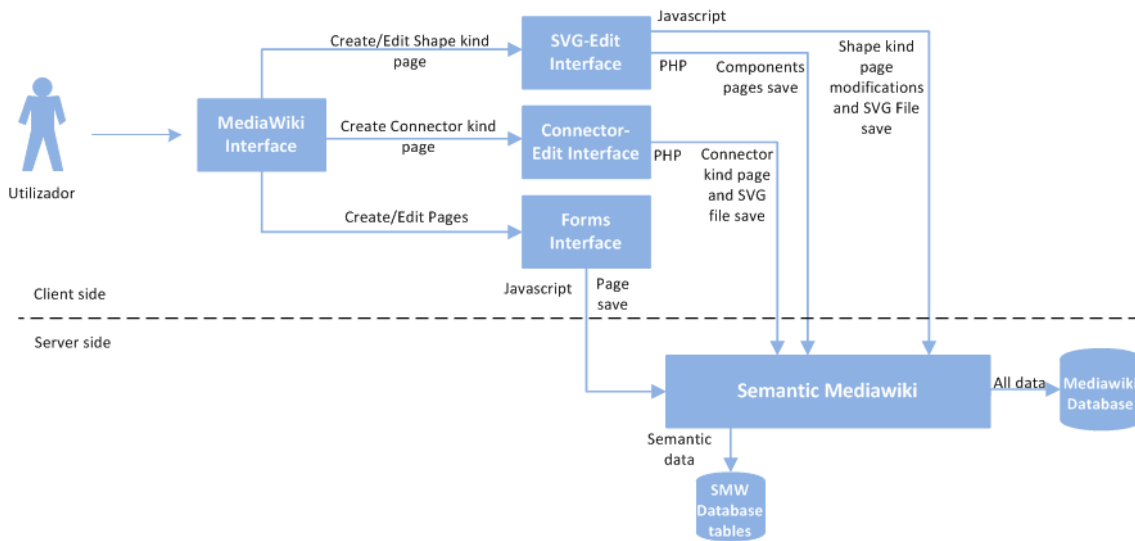 Javascript
Create/Edit Shape kind
page
SVG-Edit
Interface
PHP
Components
pages save
Shape kind
page
modifications
and SVG File
save
MediaWiki
Interface
Create Connector kind
page
Connector-
Edit Interface
PHP
Connector
kind page
and SVG
file save
Utilizador
Create/Edit Pages
Forms
Interface
Javascript
Page
save
Client side
Server side
Semantic Mediawiki
All data
Mediawiki
Database
Semantic
data
SMW
Database
tables